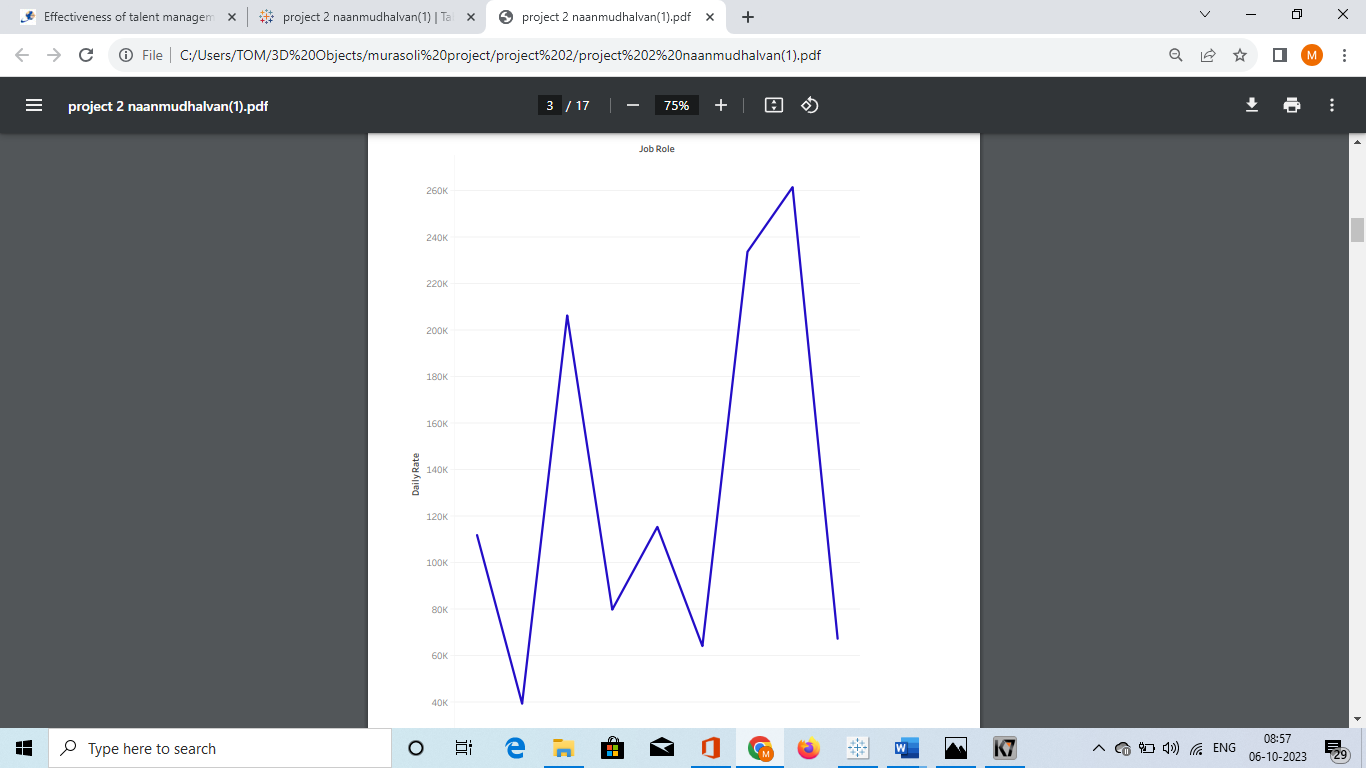 Effectiveness of talent managem
project 2 naanmudhalvan(1) | Ta
project 2 naanmudhalvan(1).pdf
File
C:/Users/TOM/3D%20Objects/murasoli%20project/project%202/project%202%20naanmudhalvan(1).pdf
M
project 2 naanmudhalvan(1).pdf
3 / 17
75%
Job Role
260K
240K
220K
200K
180K
160K
Daily Rate
140K
120K
100K
80K
60K
40K
Type here to search
M
K7
ENG
08:57
06-10-2023
29